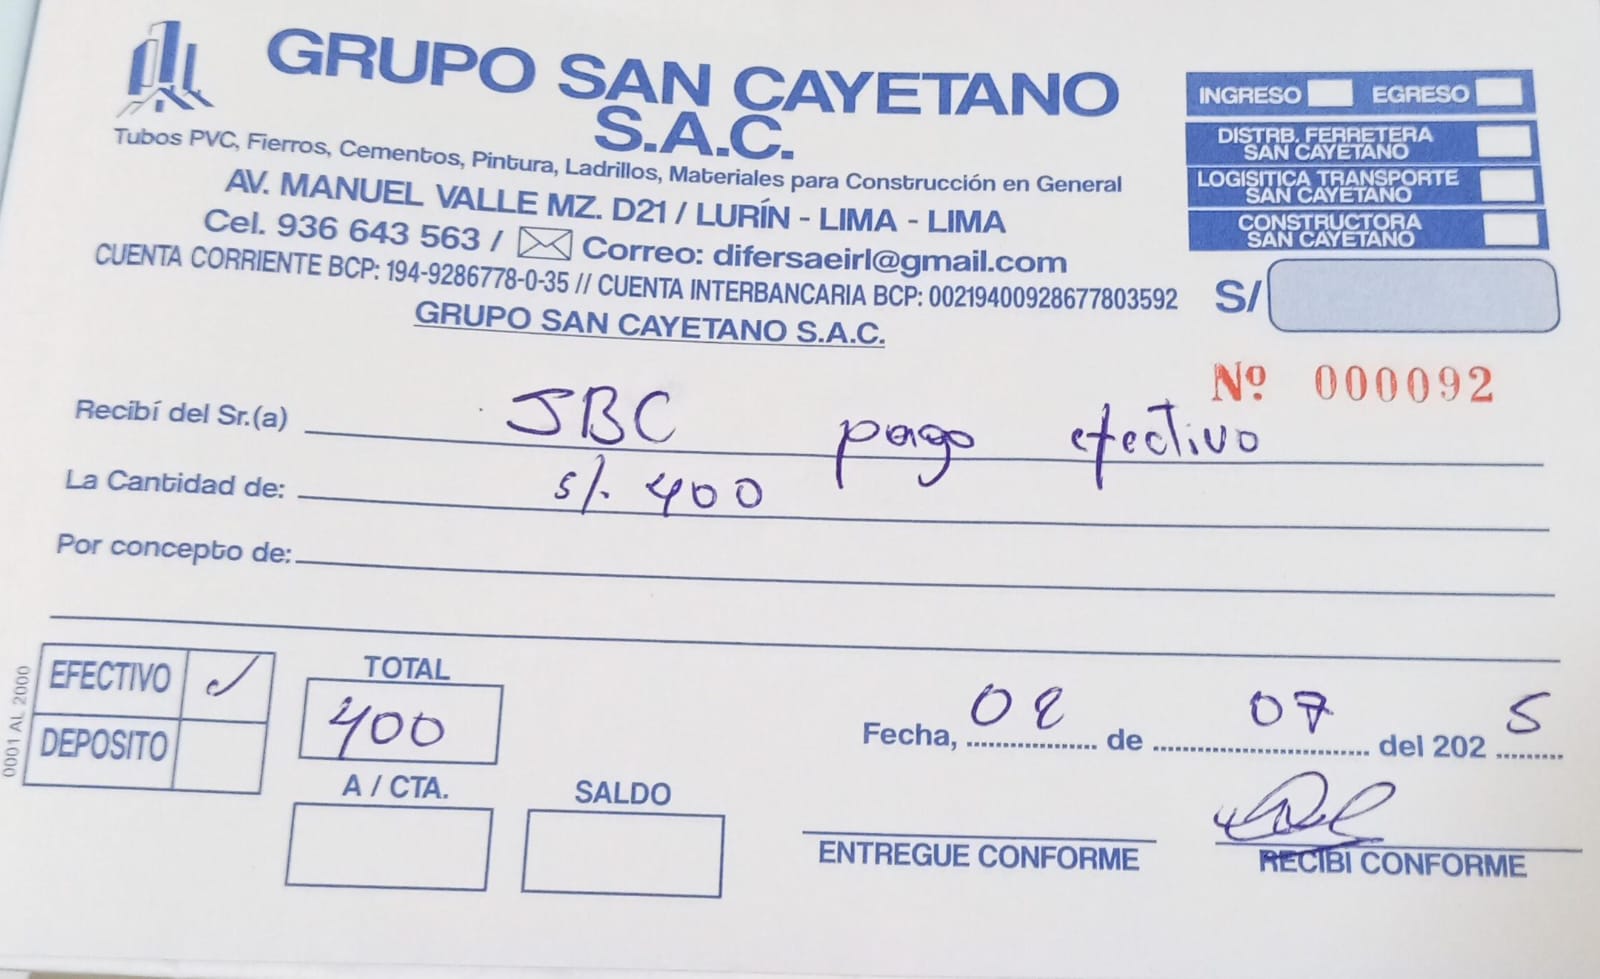 GRUPO SAN CAYETANO
S.A.C.
Tubos PVC, Fierros, Cementos, Pintura, Ladrillos, Materiales para Construcción en General
AV. MANUEL VALLE MZ. D21 / LURÍN - LIMA - LIMA
Cel. 936 643 563 / Correo: difersaeirl@gmail.com
CUENTA CORRIENTE BCP: 194-9286778-0-35 // CUENTA INTERBANCARIA BCP: 00219400928677803592
GRUPO SAN CAYETANO S.A.C.
INGRESO EGRESO
DISTRB. FERRETERA
SAN CAYETANO
LOGISITICA TRANSPORTE
SAN CAYETANO
CONSTRUCTORA
SAN CAYETANO
S/
Nº 000092
Recibí del Sr.(a) JBC pago efectivo
La Cantidad de: s/. 400
Por concepto de:
0001 AL 2000
EFECTIVO ✓
DEPOSITO
TOTAL
400
A / CTA.
SALDO
Fecha, 02 de 07 del 2025
ENTREGUE CONFORME
RECIBI CONFORME